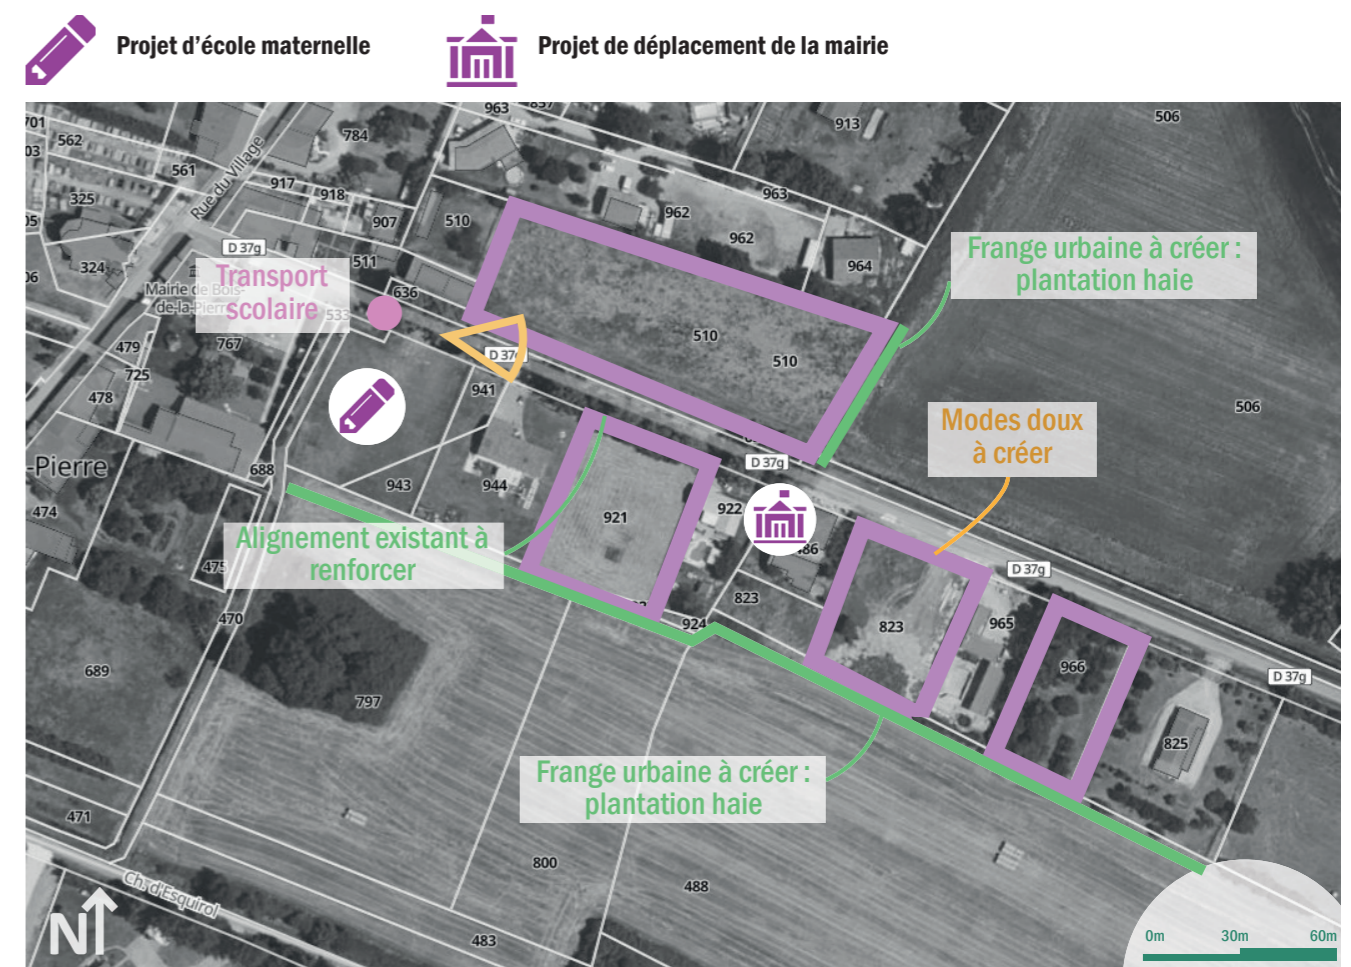 Projet d'école maternelle
Projet de déplacement de la mairie
963
701
562
784
913
506
03
561
Rue du Village
917
918
963
325
907
510
962
962
D 37g
324
511
964
Frange urbaine à créer :
plantation haie
Transport
scolaire
Mairie de Bois-
de-la-Pierre
636
533
510
510
479
767
D 37g
725
941
506
478
Modes doux
à créer
-Pierre
688
943
944
D 37g
474
921
922
Alignement existant à
renforcer
475
D 37g
823
470
924
823
965
689
966
D 37g
797
825
Frange urbaine à créer :
plantation haie
471
800
488
Ch. d'Esquirol
N
483
0m 30m 60m